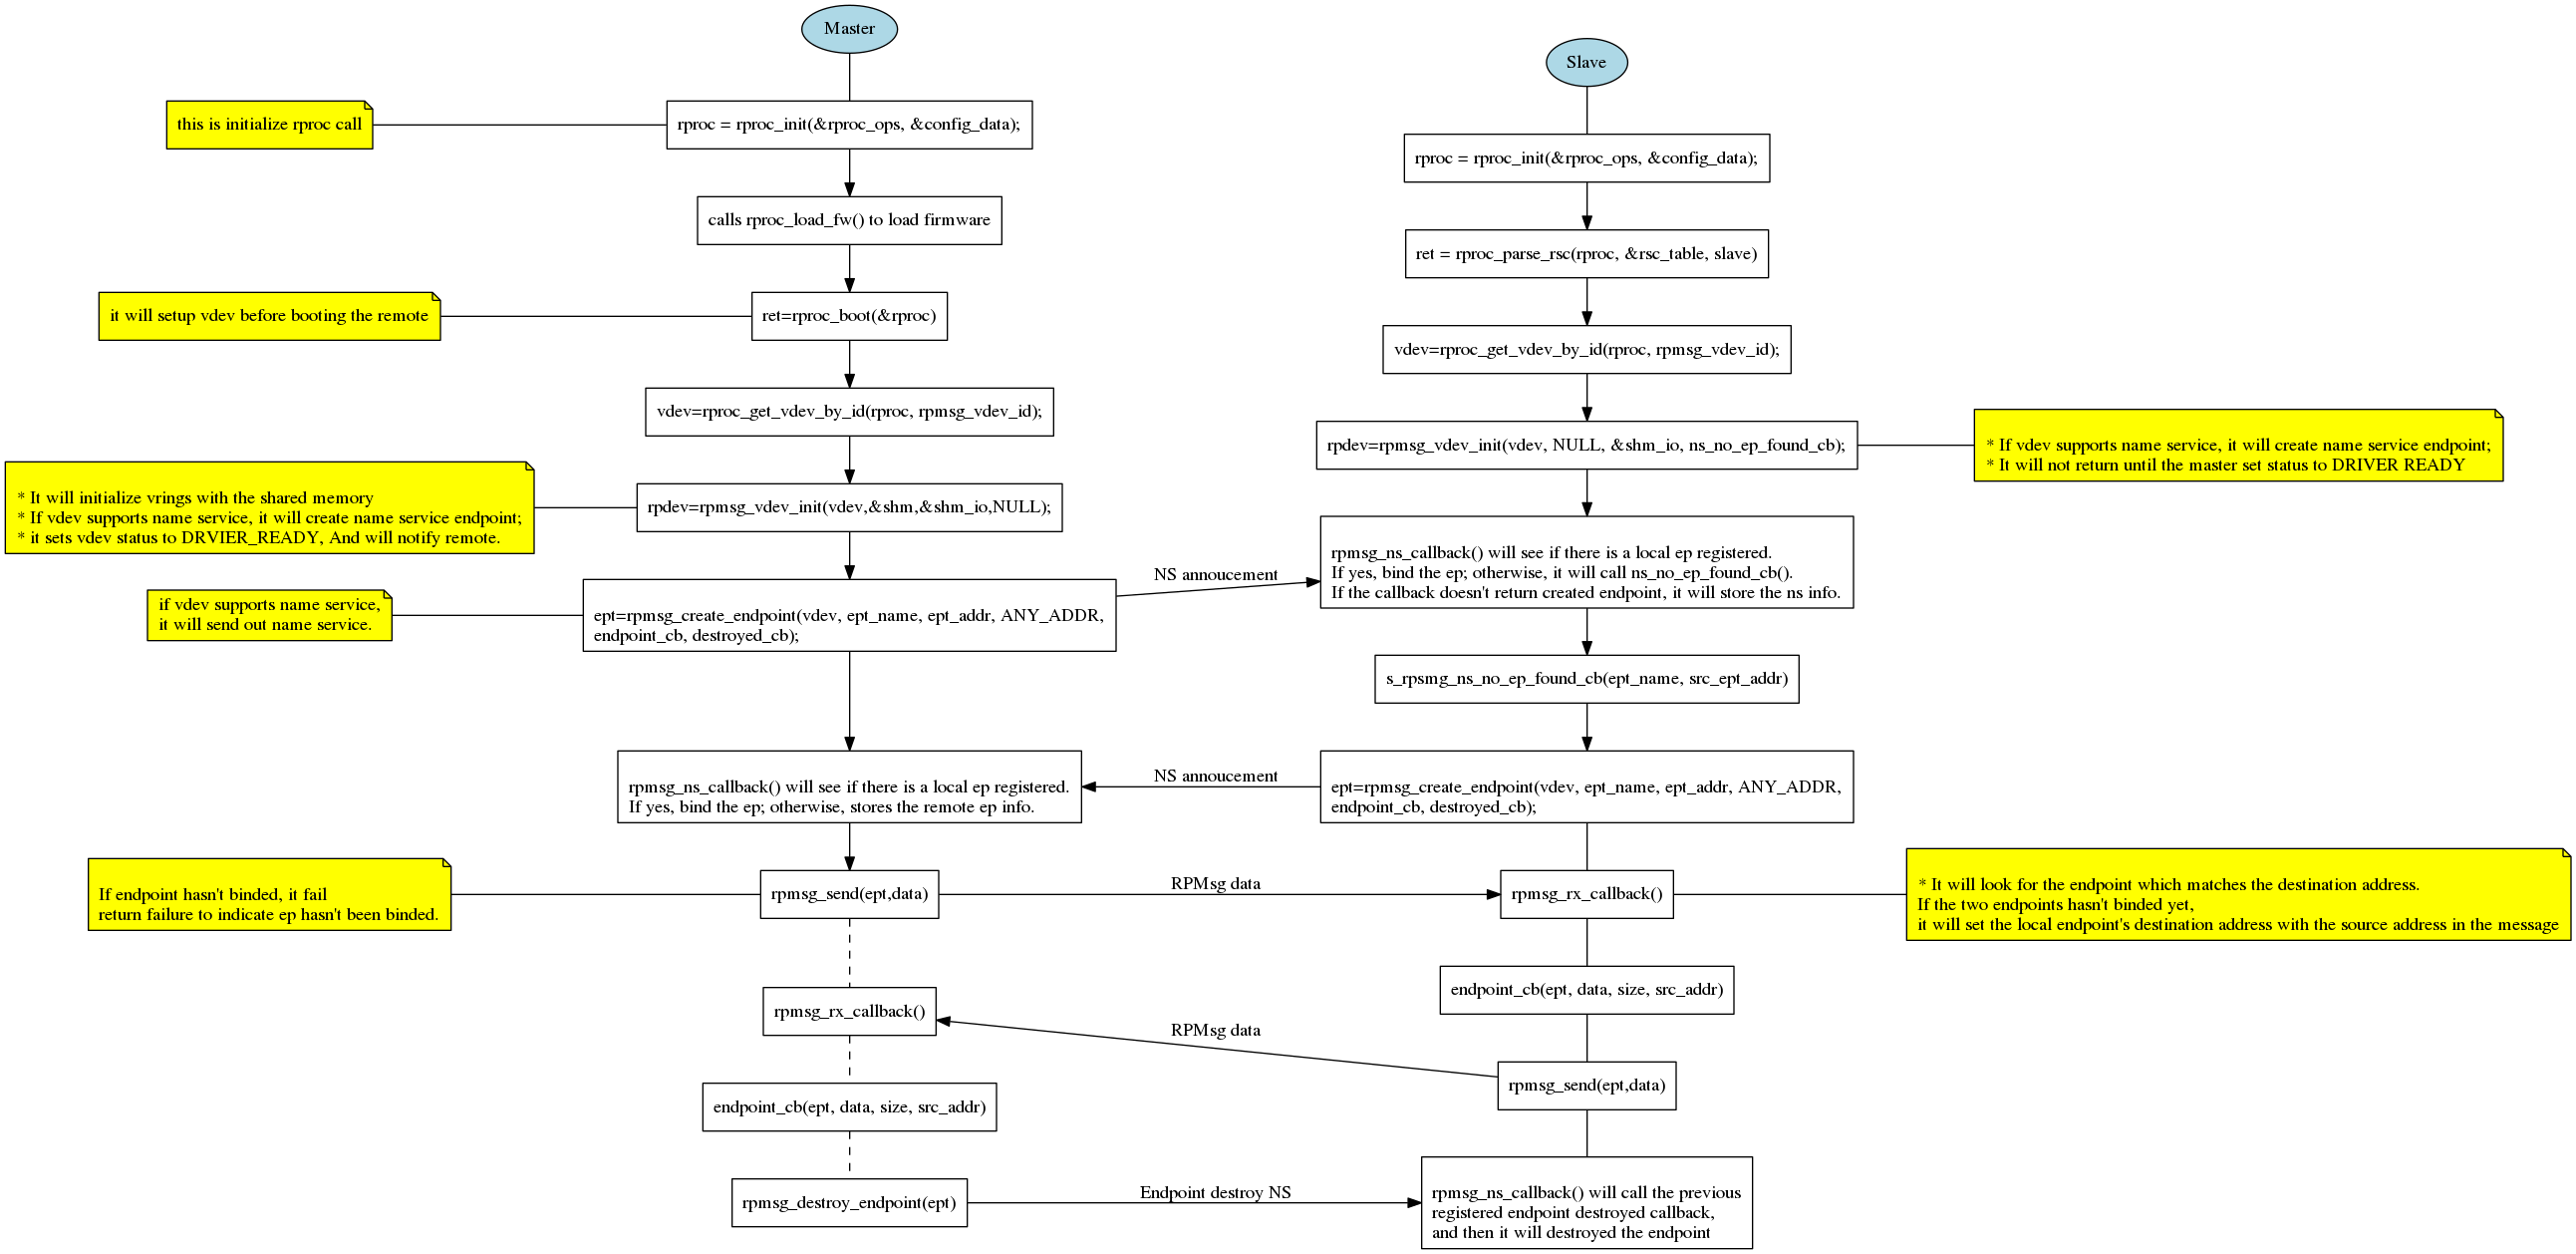 Master
Slave
this is initialize rproc call
rproc = rproc_init(&rproc_ops, &config_data);
rproc = rproc_init(&rproc_ops, &config_data);
calls rproc_load_fw() to load firmware
ret = rproc_parse_rsc(rproc, &rsc_table, slave)
it will setup vdev before booting the remote
ret=rproc_boot(&rproc)
vdev=rproc_get_vdev_by_id(rproc, rpmsg_vdev_id);
vdev=rproc_get_vdev_by_id(rproc, rpmsg_vdev_id);
rpdev=rpmsg_vdev_init(vdev, NULL, &shm_io, ns_no_ep_found_cb);
* If vdev supports name service, it will create name service endpoint;
* It will not return until the master set status to DRIVER READY
* It will initialize vrings with the shared memory
* If vdev supports name service, it will create name service endpoint;
* it sets vdev status to DRVIER_READY, And will notify remote.
rpdev=rpmsg_vdev_init(vdev,&shm,&shm_io,NULL);
rpmsg_ns_callback() will see if there is a local ep registered.
If yes, bind the ep; otherwise, it will call ns_no_ep_found_cb().
If the callback doesn't return created endpoint, it will store the ns info.
NS annoucement
if vdev supports name service,
it will send out name service.
ept=rpmsg_create_endpoint(vdev, ept_name, ept_addr, ANY_ADDR,
endpoint_cb, destroyed_cb);
s_rpsmg_ns_no_ep_found_cb(ept_name, src_ept_addr)
rpmsg_ns_callback() will see if there is a local ep registered.
If yes, bind the ep; otherwise, stores the remote ep info.
NS annoucement
ept=rpmsg_create_endpoint(vdev, ept_name, ept_addr, ANY_ADDR,
endpoint_cb, destroyed_cb);
If endpoint hasn't binded, it fail
return failure to indicate ep hasn't been binded.
rpmsg_send(ept,data)
RPMsg data
rpmsg_rx_callback()
* It will look for the endpoint which matches the destination address.
If the two endpoints hasn't binded yet,
it will set the local endpoint's destination address with the source address in the message
endpoint_cb(ept, data, size, src_addr)
rpmsg_rx_callback()
RPMsg data
rpmsg_send(ept,data)
endpoint_cb(ept, data, size, src_addr)
rpmsg_destroy_endpoint(ept)
Endpoint destroy NS
rpmsg_ns_callback() will call the previous
registered endpoint destroyed callback,
and then it will destroyed the endpoint